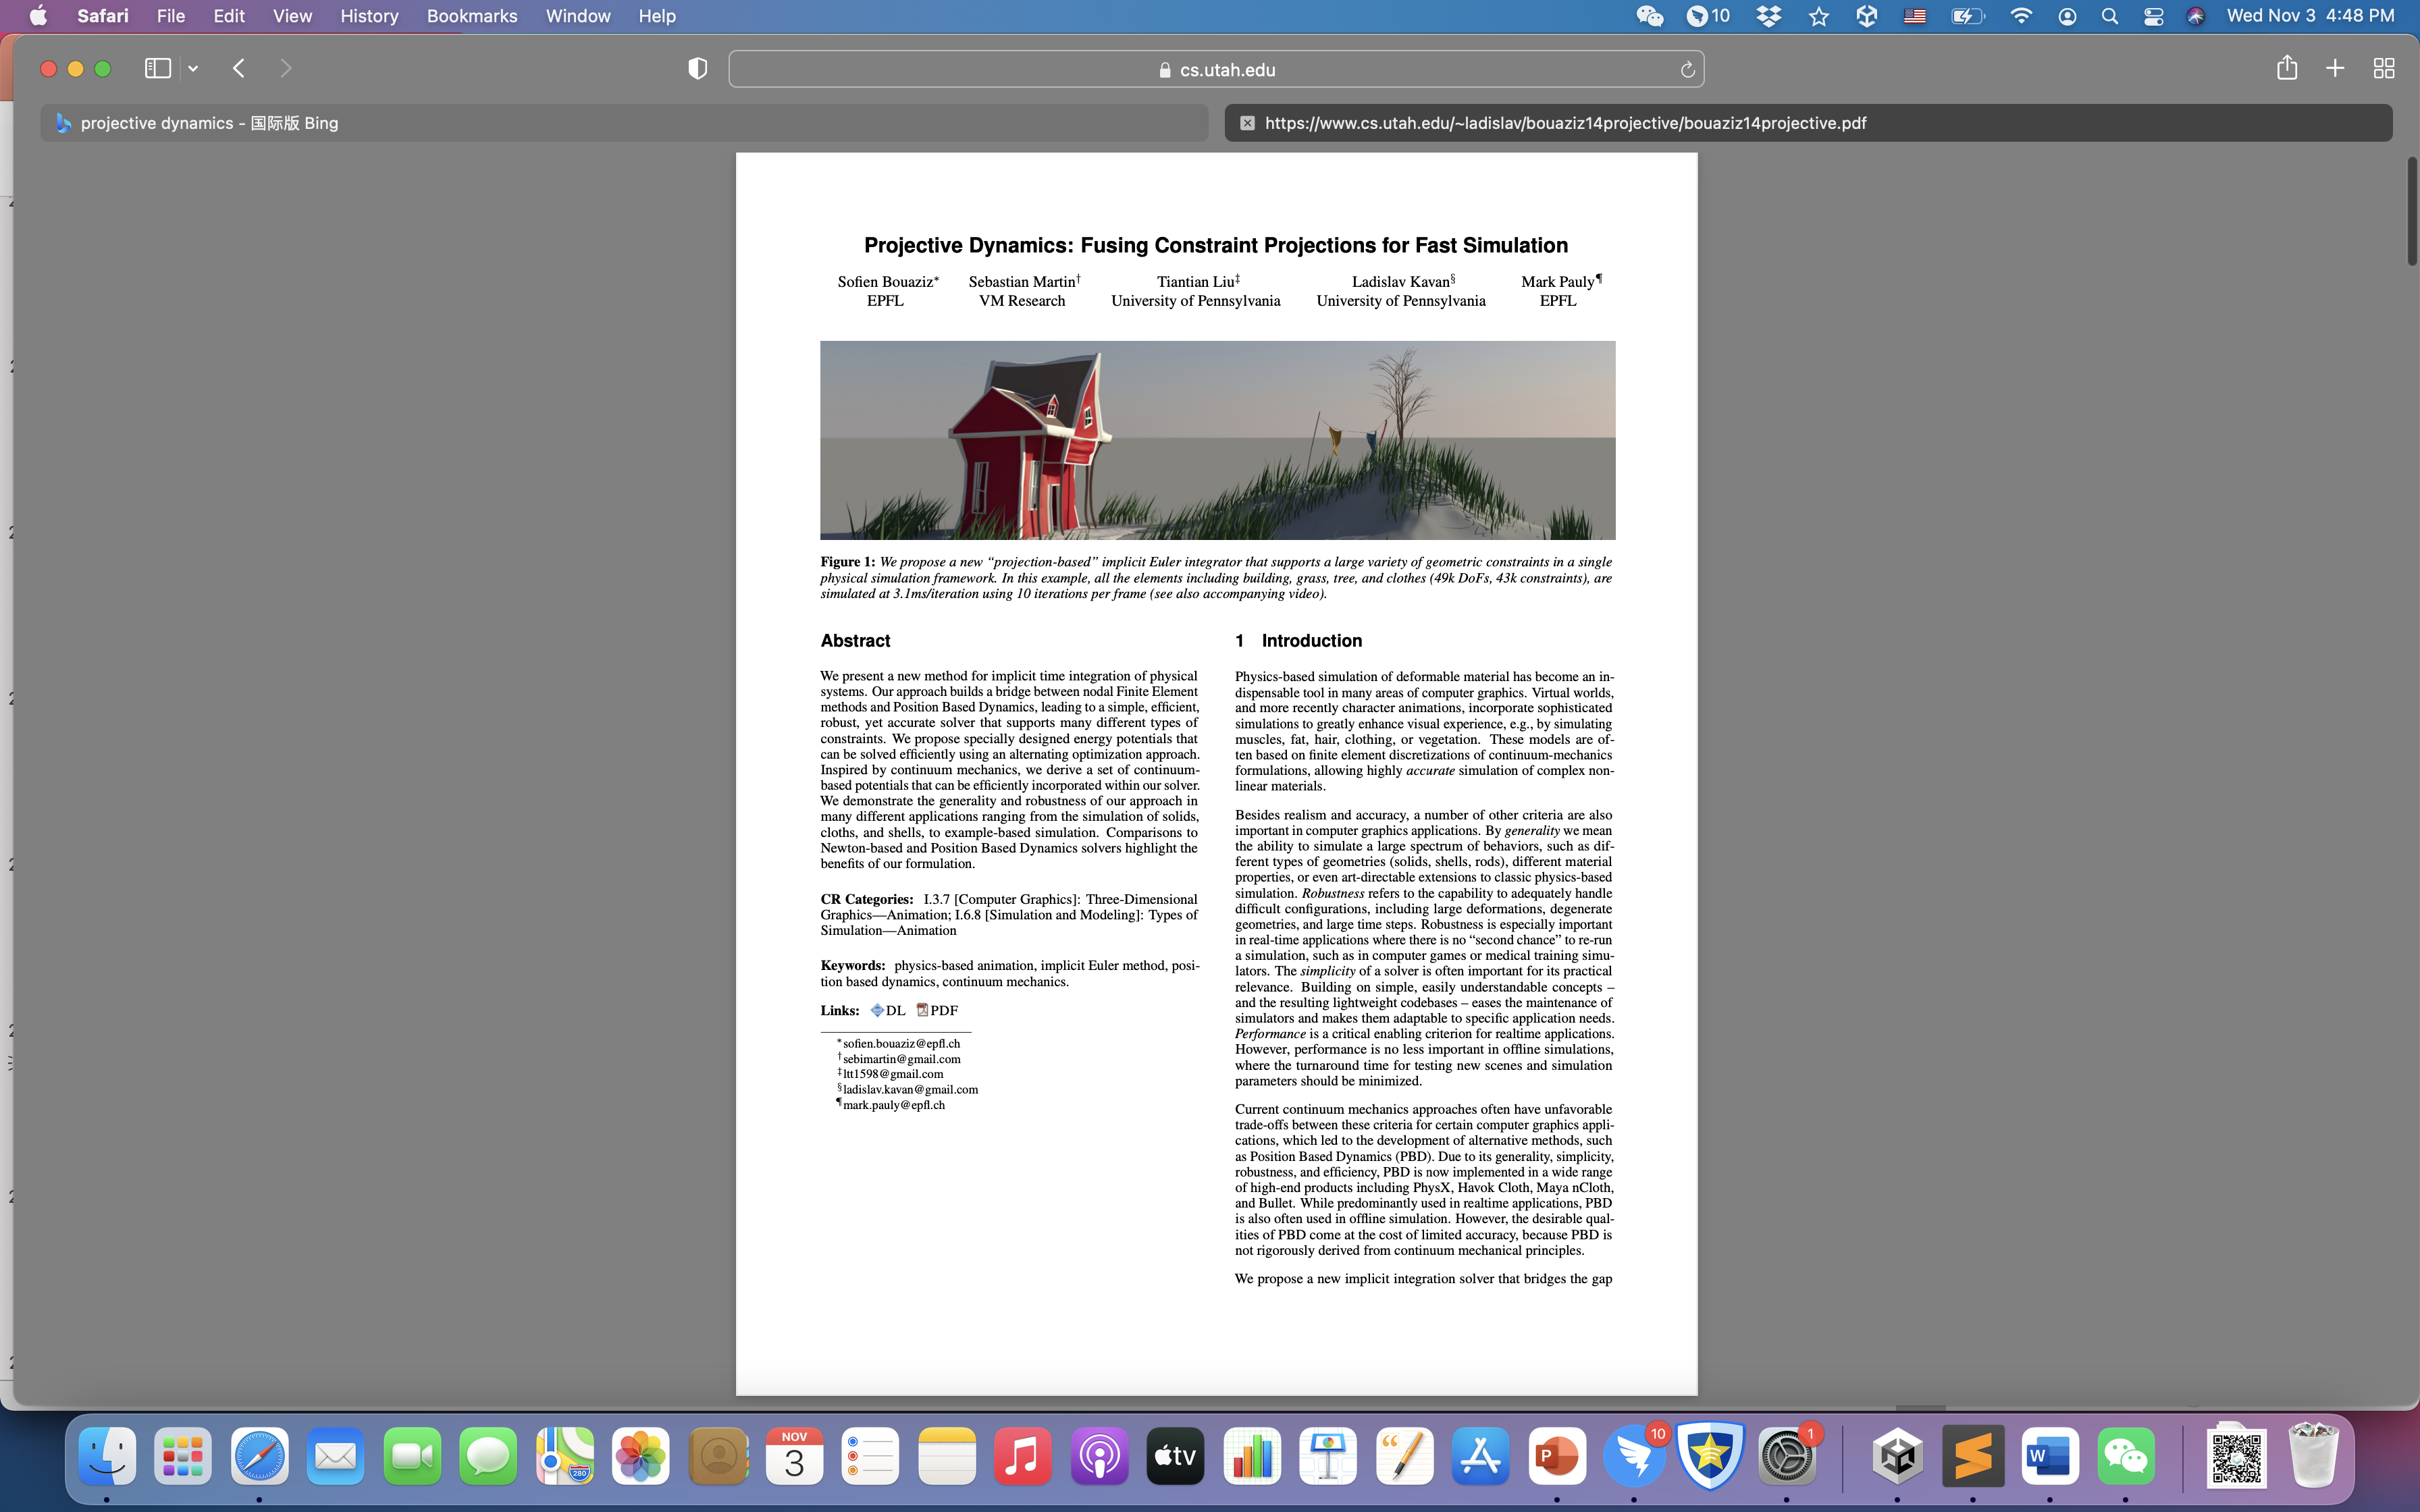 Safari File Edit View History Bookmarks Window Help
10
Wed Nov 3 4:48 PM
cs.utah.edu
projective dynamics - 国际版 Bing
https://www.cs.utah.edu/~ladislav/bouaziz14projective/bouaziz14projective.pdf
Projective Dynamics: Fusing Constraint Projections for Fast Simulation
Sofien Bouaziz* Sebastian Martin† Tiantian Liu‡ Ladislav Kavan§ Mark Pauly¶
EPFL VM Research University of Pennsylvania University of Pennsylvania EPFL
Figure 1: We propose a new “projection-based” implicit Euler integrator that supports a large variety of geometric constraints in a single
physical simulation framework. In this example, all the elements including building, grass, tree, and clothes (49k DoFs, 43k constraints), are
simulated at 3.1ms/iteration using 10 iterations per frame (see also accompanying video).
Abstract
We present a new method for implicit time integration of physical
systems. Our approach builds a bridge between nodal Finite Element
methods and Position Based Dynamics, leading to a simple, efficient,
robust, yet accurate solver that supports many different types of
constraints. We propose specially designed energy potentials that
can be solved efficiently using an alternating optimization approach.
Inspired by continuum mechanics, we derive a set of continuum-
based potentials that can be efficiently incorporated within our solver.
We demonstrate the generality and robustness of our approach in
many different applications ranging from the simulation of solids,
cloths, and shells, to example-based simulation. Comparisons to
Newton-based and Position Based Dynamics solvers highlight the
benefits of our formulation.
CR Categories: I.3.7 [Computer Graphics]: Three-Dimensional
Graphics—Animation; I.6.8 [Simulation and Modeling]: Types of
Simulation—Animation
Keywords: physics-based animation, implicit Euler method, posi-
tion based dynamics, continuum mechanics.
Links: DL PDF
*sofien.bouaziz@epfl.ch
†sebimartin@gmail.com
‡ltt1598@gmail.com
§ladislav.kavan@gmail.com
¶mark.pauly@epfl.ch
1 Introduction
Physics-based simulation of deformable material has become an in-
dispensable tool in many areas of computer graphics. Virtual worlds,
and more recently character animations, incorporate sophisticated
simulations to greatly enhance visual experience, e.g., by simulating
muscles, fat, hair, clothing, or vegetation. These models are of-
ten based on finite element discretizations of continuum-mechanics
formulations, allowing highly accurate simulation of complex non-
linear materials.
Besides realism and accuracy, a number of other criteria are also
important in computer graphics applications. By generality we mean
the ability to simulate a large spectrum of behaviors, such as dif-
ferent types of geometries (solids, shells, rods), different material
properties, or even art-directable extensions to classic physics-based
simulation. Robustness refers to the capability to adequately handle
difficult configurations, including large deformations, degenerate
geometries, and large time steps. Robustness is especially important
in real-time applications where there is no “second chance” to re-run
a simulation, such as in computer games or medical training simu-
lators. The simplicity of a solver is often important for its practical
relevance. Building on simple, easily understandable concepts –
and the resulting lightweight codebases – eases the maintenance of
simulators and makes them adaptable to specific application needs.
Performance is a critical enabling criterion for realtime applications.
However, performance is no less important in offline simulations,
where the turnaround time for testing new scenes and simulation
parameters should be minimized.
Current continuum mechanics approaches often have unfavorable
trade-offs between these criteria for certain computer graphics appli-
cations, which led to the development of alternative methods, such
as Position Based Dynamics (PBD). Due to its generality, simplicity,
robustness, and efficiency, PBD is now implemented in a wide range
of high-end products including PhysX, Havok Cloth, Maya nCloth,
and Bullet. While predominantly used in realtime applications, PBD
is also often used in offline simulation. However, the desirable qual-
ities of PBD come at the cost of limited accuracy, because PBD is
not rigorously derived from continuum mechanical principles.
We propose a new implicit integration solver that bridges the gap
280
NOV
3
tv
P
10
1
W